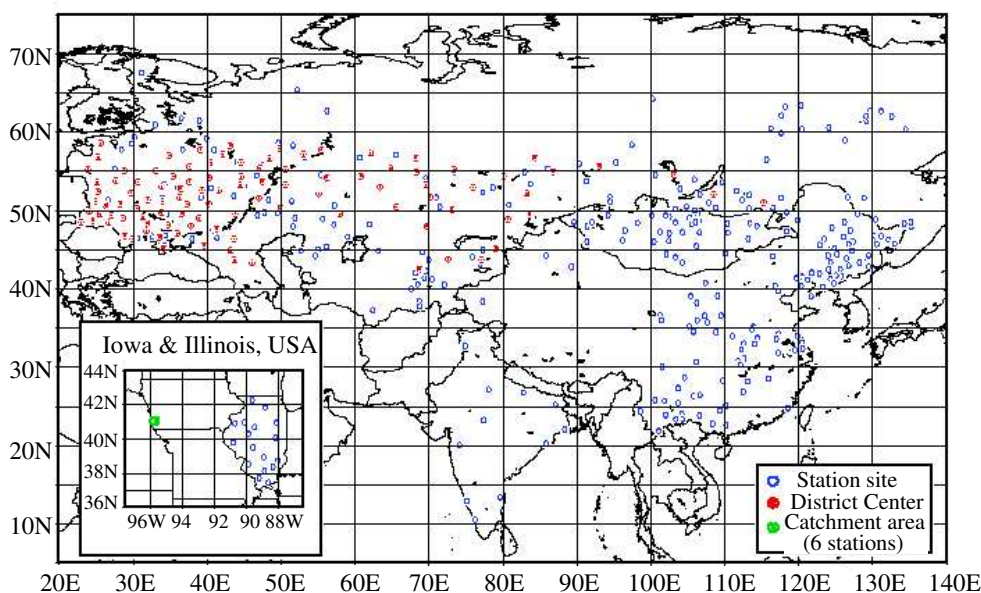 70N
60N
50N
40N
30N
20N
10N
Iowa & Illinois, USA
44N
42N
40N
38N
36N
96W 94 92 90 88W
Station site
District Center
Catchment area
(6 stations)
20E 30E 40E 50E 60E 70E 80E 90E 100E 110E 120E 130E 140E